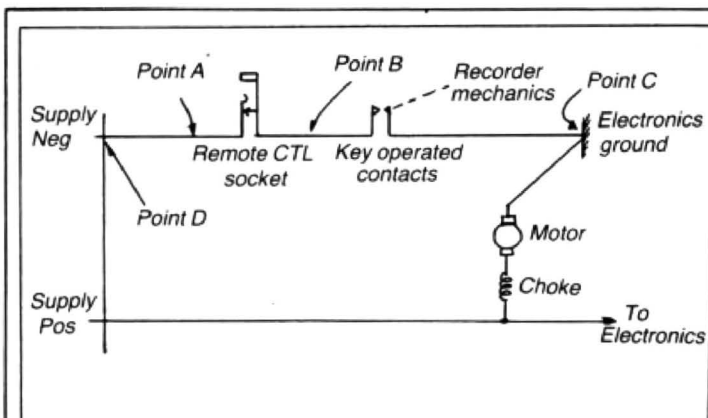 Point A
Point B
Recorder
mechanics
Point C
Supply
Neg
Electronics
ground
Remote CTL
socket
Key operated
contacts
Point D
Motor
Choke
Supply
Pos
To
Electronics